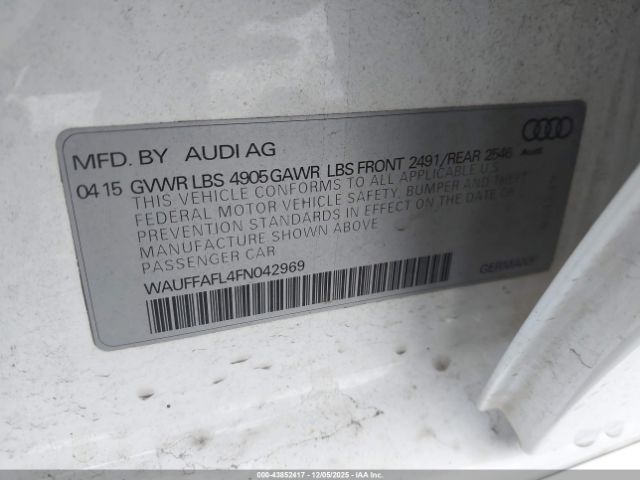 MFD. BY AUDI AG
Audi
04 15 GVWR LBS 4905 GAWR LBS FRONT 2491/REAR 2546
THIS VEHICLE CONFORMS TO ALL APPLICABLE U.S
FEDERAL MOTOR VEHICLE SAFETY, BUMPER AND THEFT
PREVENTION STANDARDS IN EFFECT ON THE DATE OF
MANUFACTURE SHOWN ABOVE
PASSENGER CAR
WAUFFAFL4FN042969
GERMANY
000-43852417 - 12/05/2025 - IAA Inc.